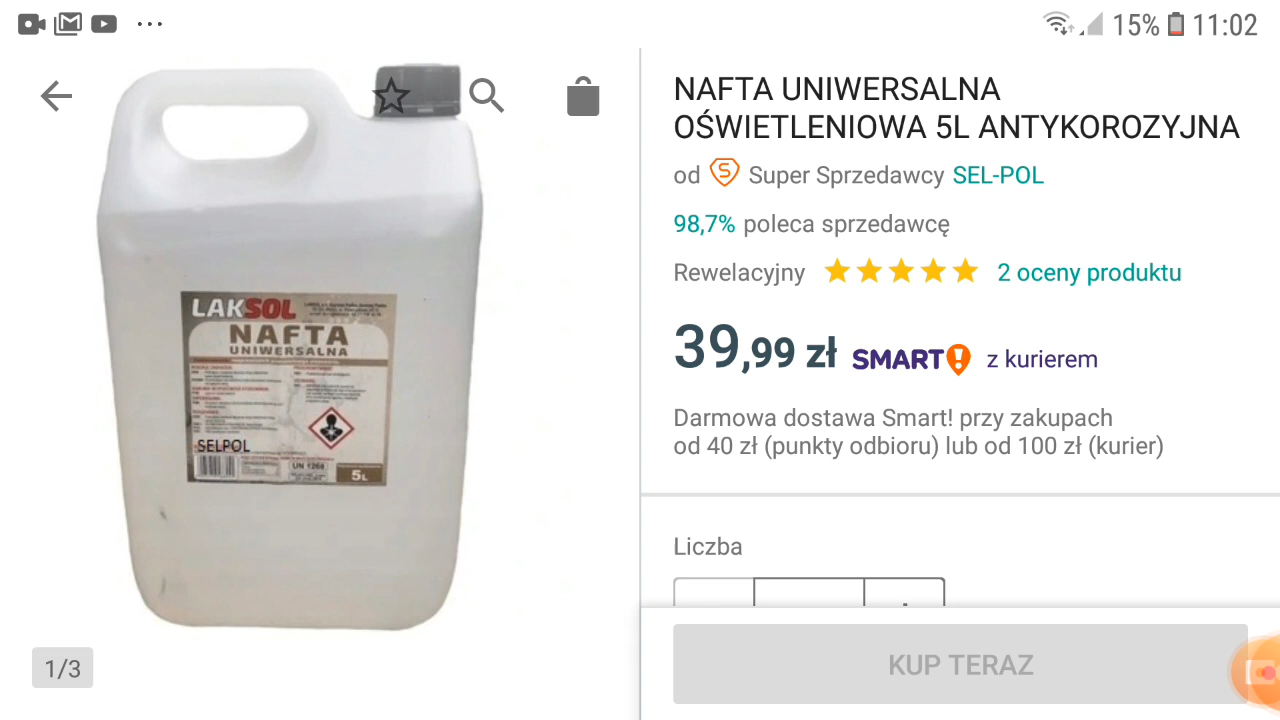 15% 11:02
LAKSOL
NAFTA
UNIWERSALNA
SELPOL
UN 1268
5L
1/3
NAFTA UNIWERSALNA
OŚWIETLENIOWA 5L ANTYKOROZYJNA
od Super Sprzedawcy SEL-POL
98,7% poleca sprzedawcę
Rewelacyjny 2 oceny produktu
39,99 zł SMART! z kurierem
Darmowa dostawa Smart! przy zakupach
od 40 zł (punkty odbioru) lub od 100 zł (kurier)
Liczba
KUP TERAZ